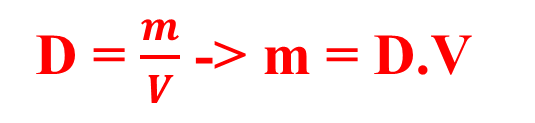 D = m/V -> m = D.V